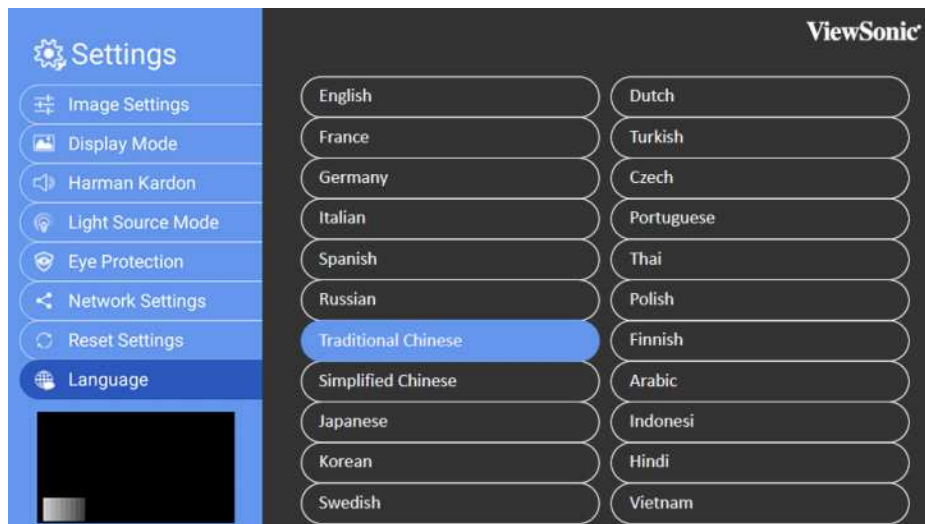 ViewSonic
Settings
Image Settings
Display Mode
Harman Kardon
Light Source Mode
Eye Protection
Network Settings
Reset Settings
Language
English
France
Germany
Italian
Spanish
Russian
Traditional Chinese
Simplified Chinese
Japanese
Korean
Swedish
Dutch
Turkish
Czech
Portuguese
Thai
Polish
Finnish
Arabic
Indonesi
Hindi
Vietnam